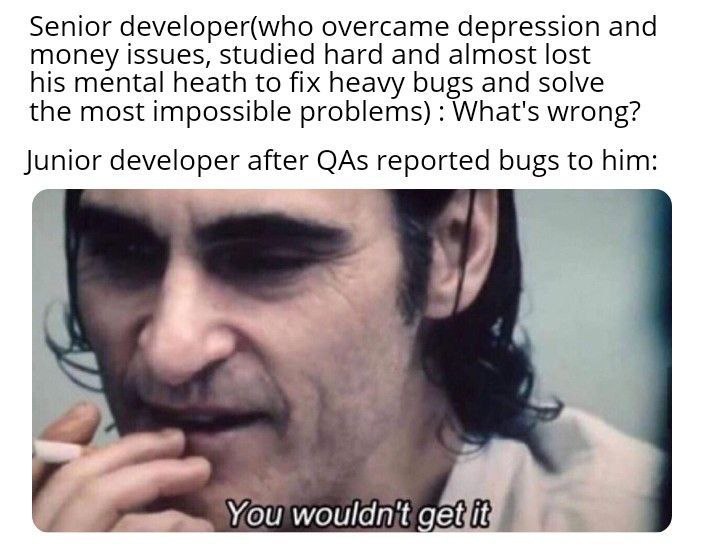 Senior developer(who overcame depression and
money issues, studied hard and almost lost
his mental heath to fix heavy bugs and solve
the most impossible problems) : What's wrong?
Junior developer after QAs reported bugs to him:
You wouldn't get it